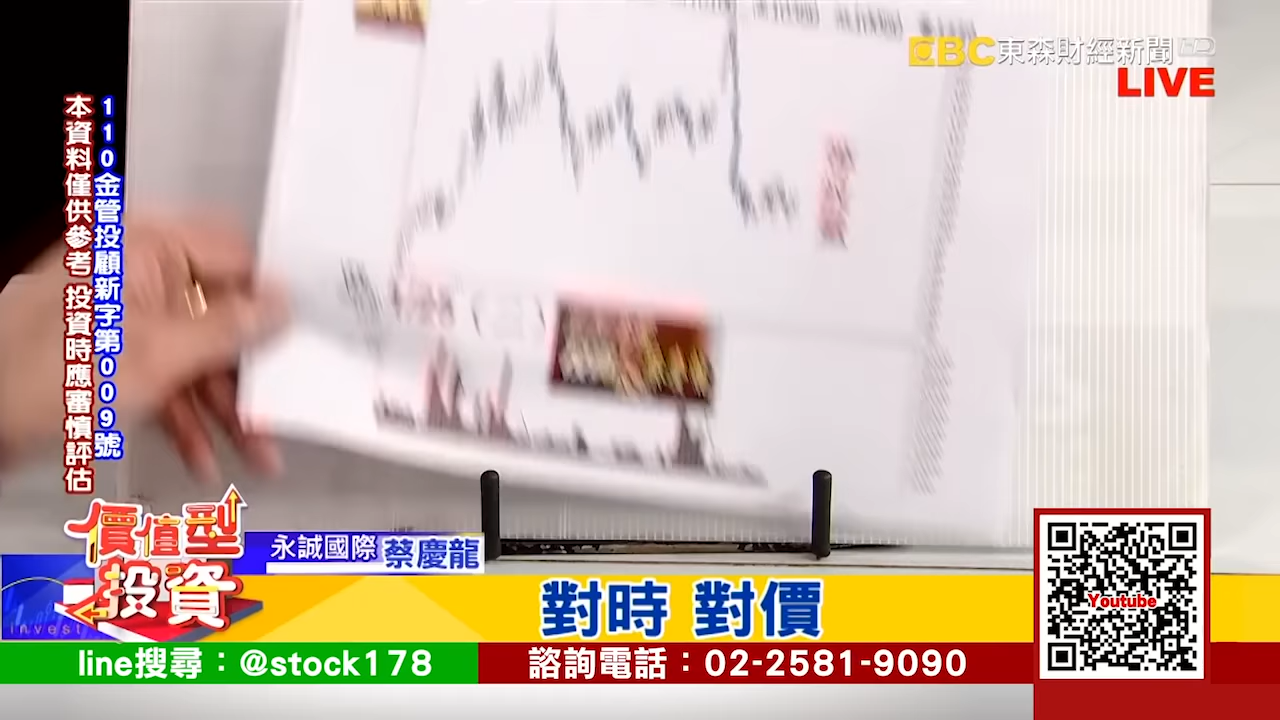 EBC 東森財經新聞 HD
LIVE
110金管投顧新字第009號
本資料僅供參考 投資時應審慎評估
價值型
投資
invest
永誠國際 蔡慶龍
對時 對價
line搜尋：@stock178
諮詢電話：02-2581-9090
Youtube